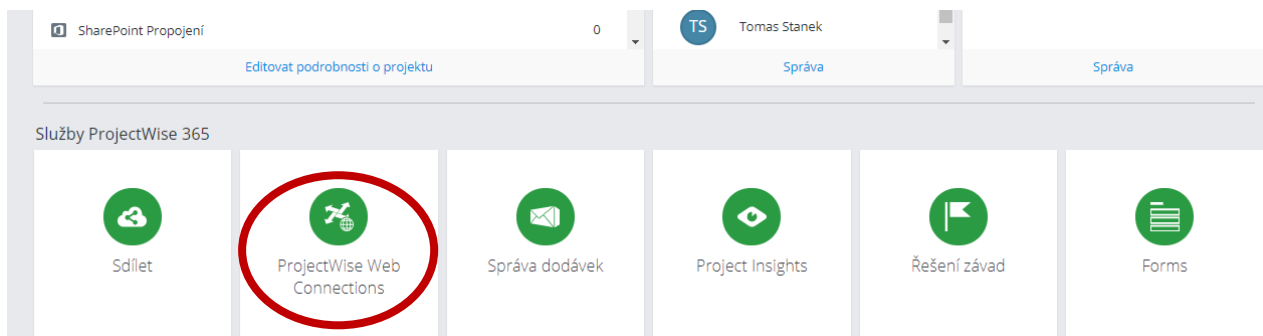 SharePoint Propojení 0
TS Tomas Stanek
Editovat podrobnosti o projektu
Správa
Správa
Služby ProjectWise 365
Sdílet
ProjectWise Web
Connections
Správa dodávek
Project Insights
Řešení závad
Forms